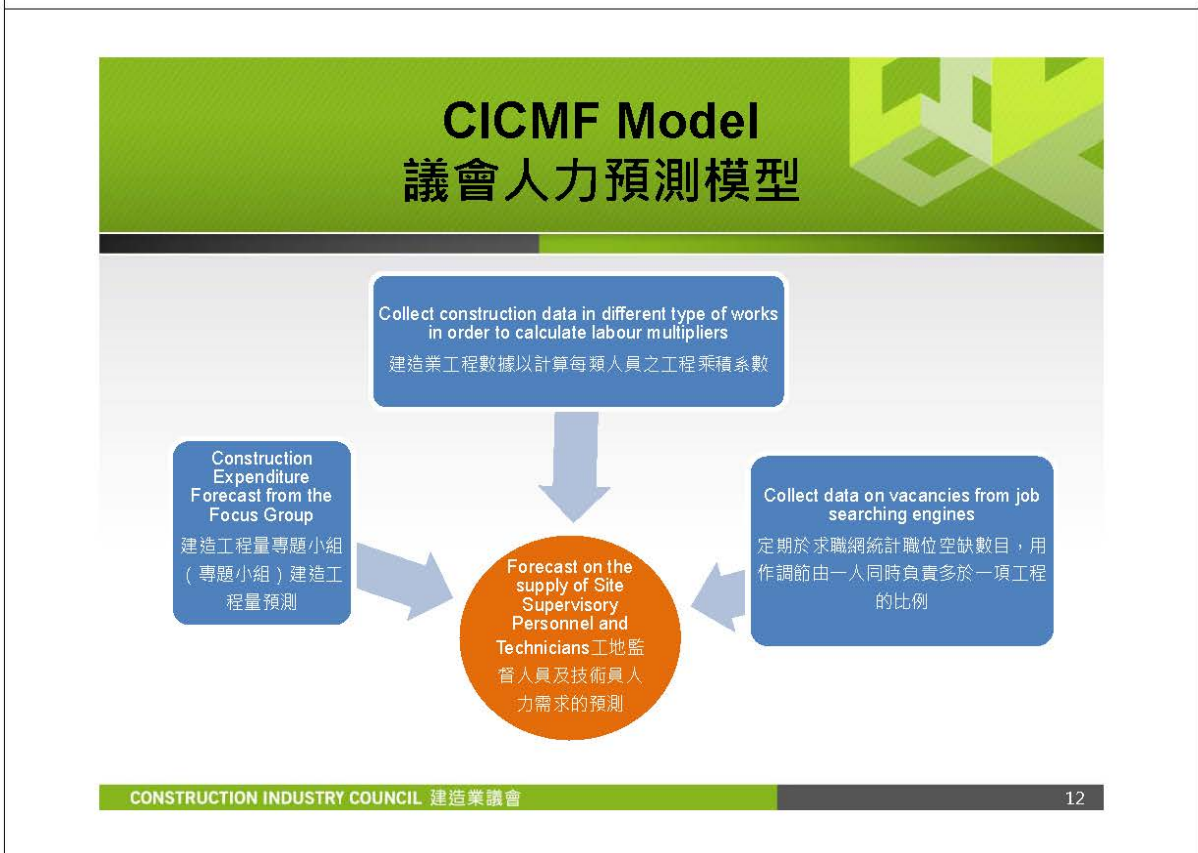 CICMF Model
議會人力預測模型
Collect construction data in different type of works
in order to calculate labour multipliers
建造業工程數據以計算每類人員之工程乘積系數
Construction
Expenditure
Forecast from the
Focus Group
建造工程量專題小組
(專題小組)建造工
程量預測
Collect data on vacancies from job
searching engines
定期於求職網統計職位空缺數目，用
作調節由一人同時負責多於一項工程
的比例
Forecast on the
supply of Site
Supervisory
Personnel and
Technicians工地監
督人員及技術員人
力需求的預測
CONSTRUCTION INDUSTRY COUNCIL 建造業議會
12